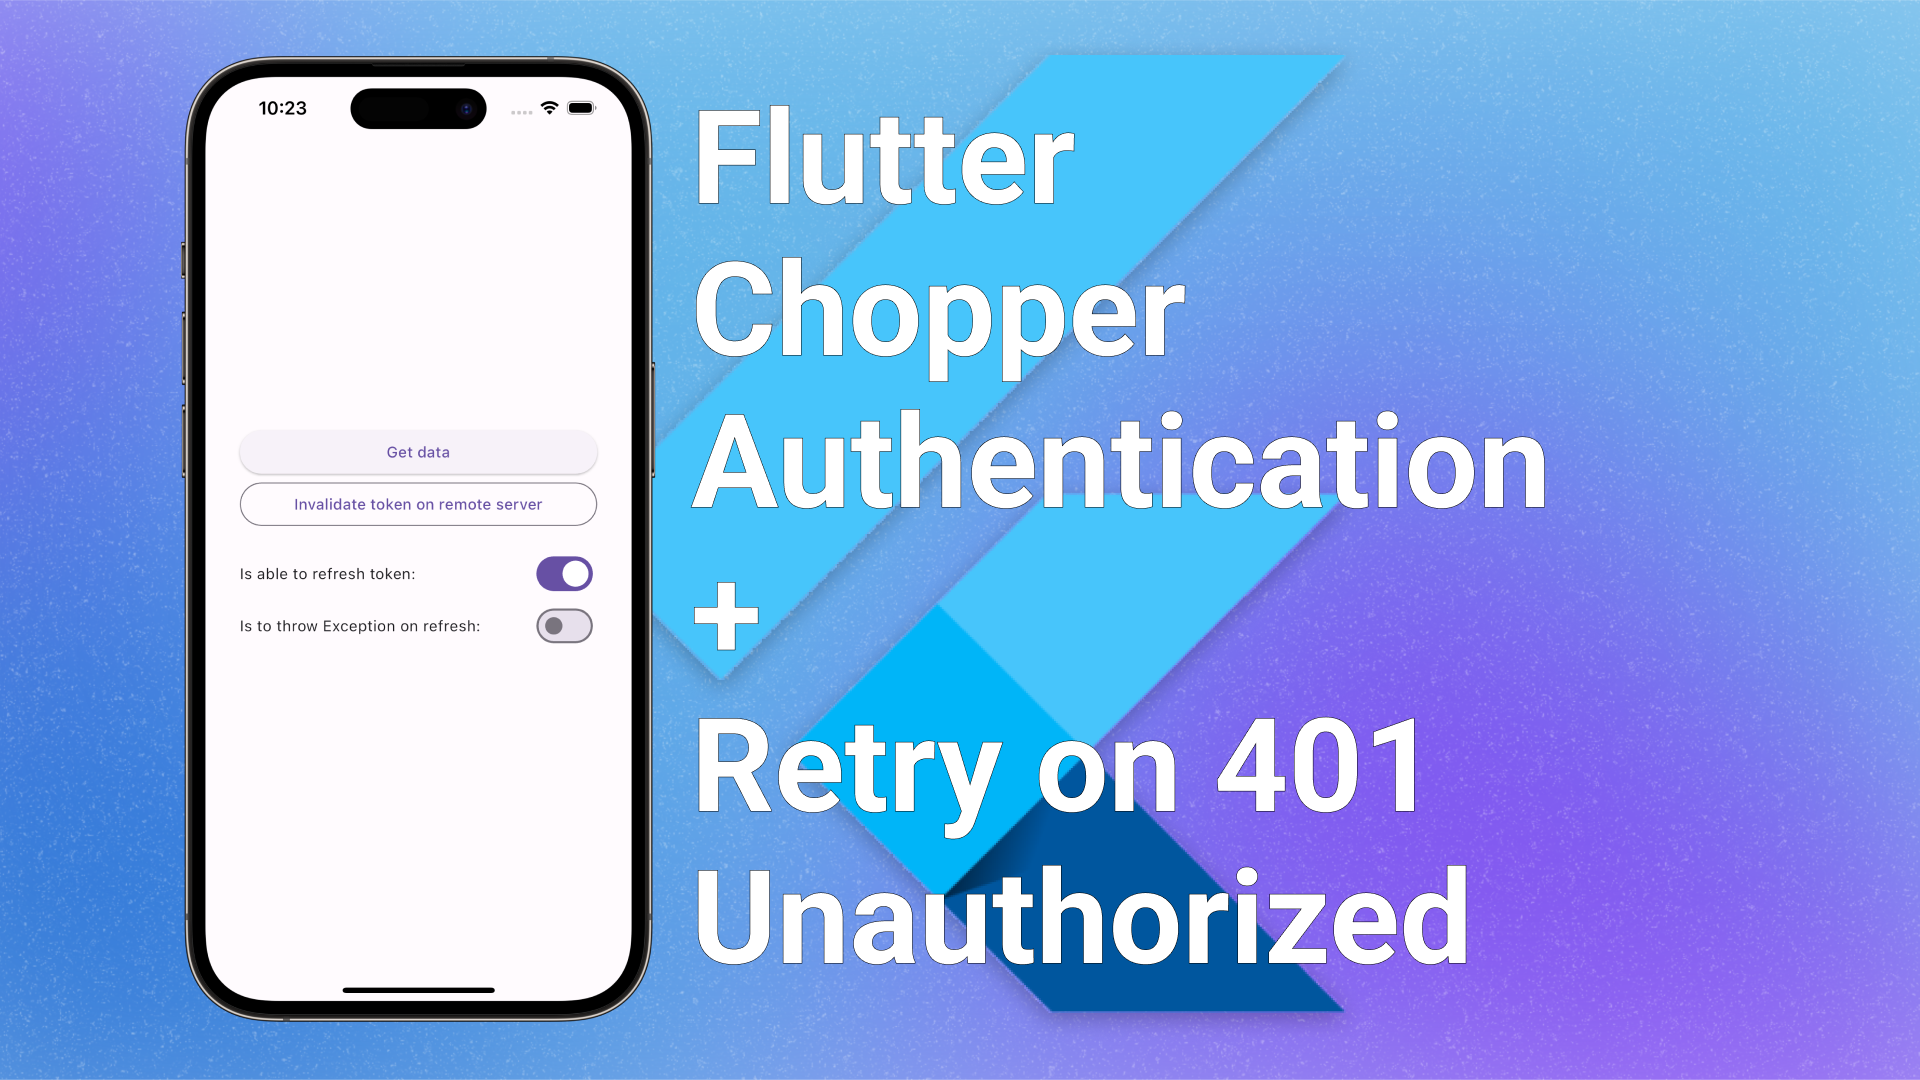 10:23
Get data
Invalidate token on remote server
Is able to refresh token:
Is to throw Exception on refresh:
Flutter
Chopper
Authentication
+
Retry on 401
Unauthorized